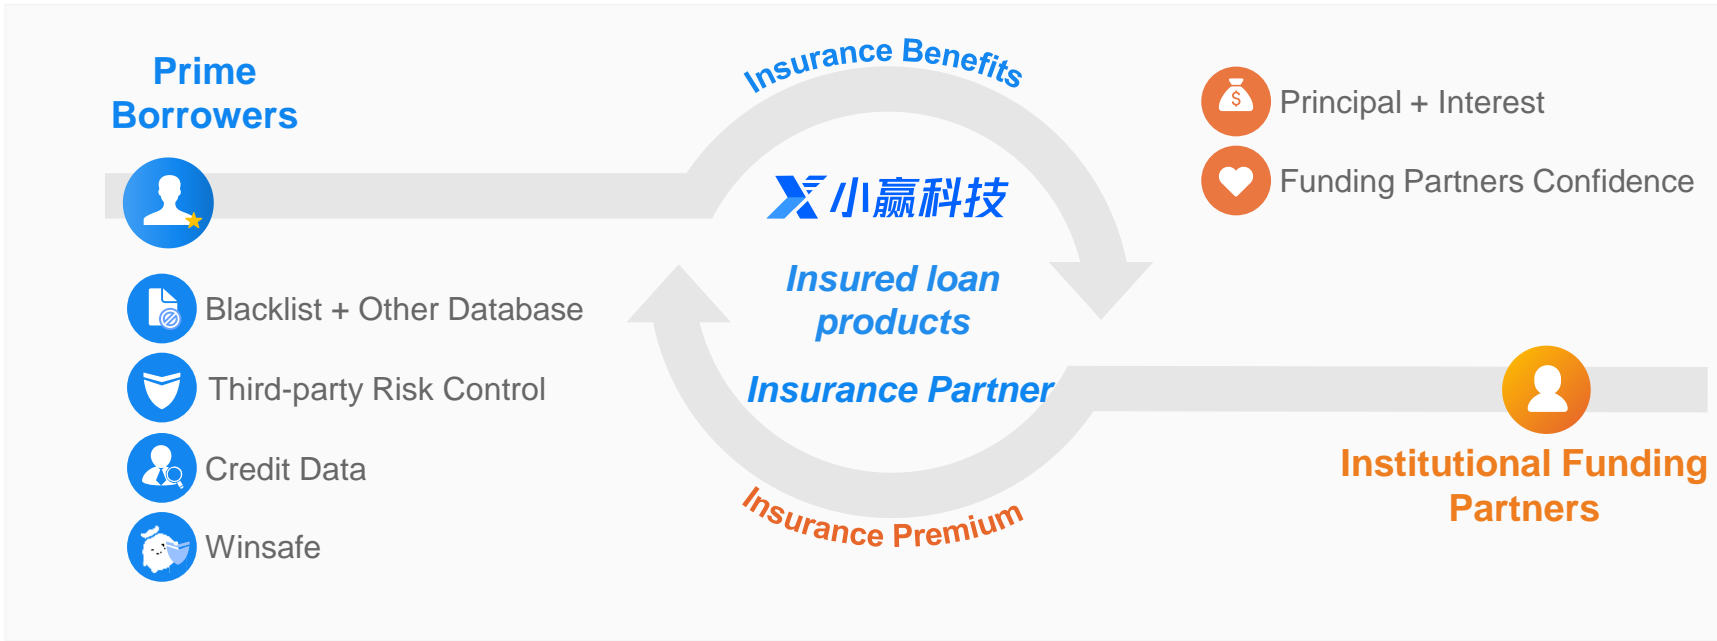 Prime
Borrowers
Blacklist + Other Database
Third-party Risk Control
Credit Data
Winsafe
Insurance Benefits
小赢科技
Insured loan
products
Insurance Partner
Insurance Premium
$
Principal + Interest
Funding Partners Confidence
Institutional Funding
Partners